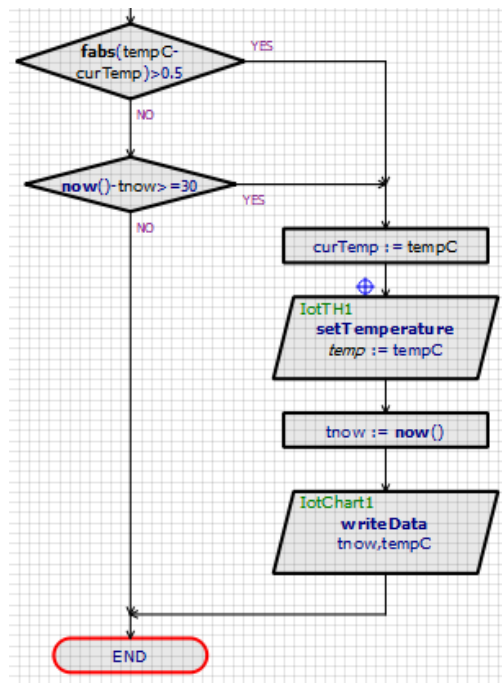 fabs(tempC-
curTemp)>0.5
YES
NO
now()-tnow>=30
YES
NO
curTemp := tempC
IotTH1
setTemperature
temp := tempC
tnow := now()
IotChart1
writeData
tnow,tempC
END